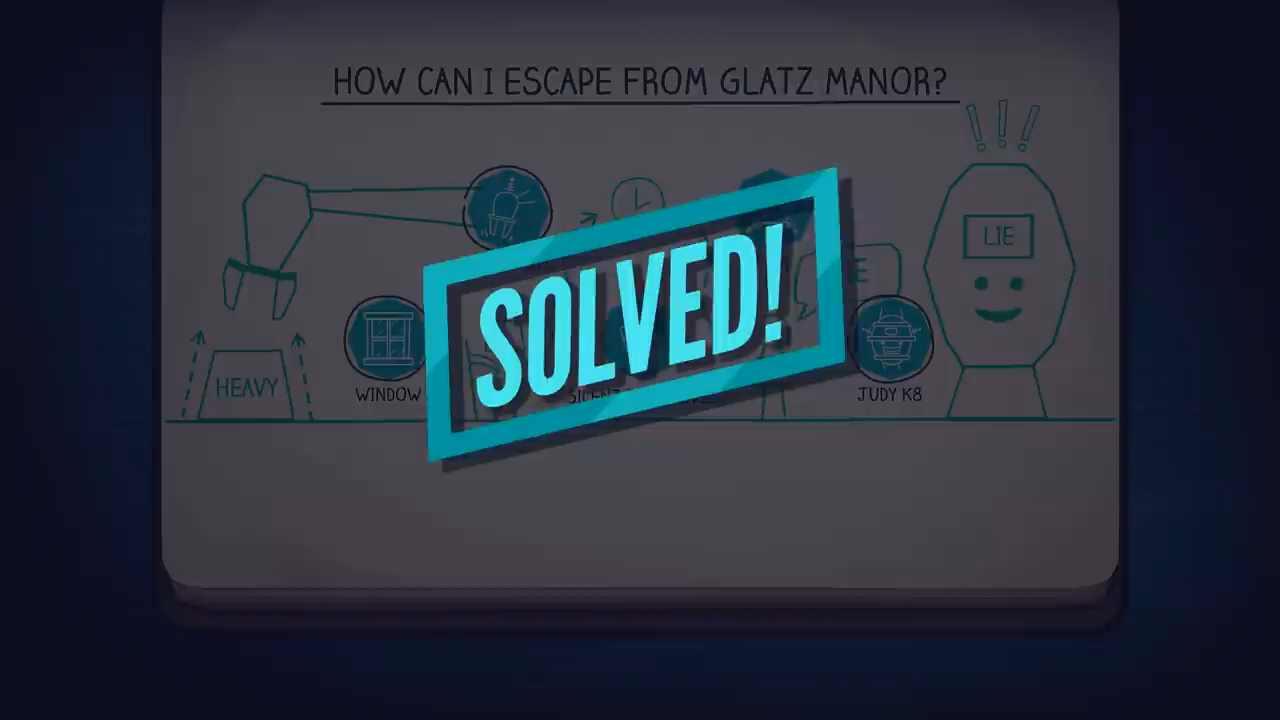 HOW CAN I ESCAPE FROM GLATZ MANOR?
LIE
SOLVED!
HEAVY
WINDOW
JUDY K8